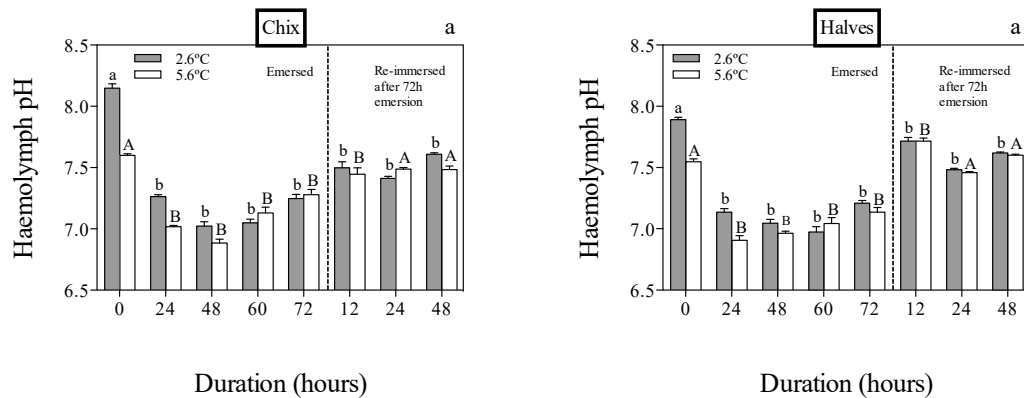 Chix
a
Haemolymph pH
8.5
8.0
7.5
7.0
6.5
2.6ºC
5.6ºC
Emersed
Re-immersed
after 72h
emersion
a
A
b
B
b
B
b
B
b
B
b
B
b
A
b
A
0 24 48 60 72 12 24 48
Duration (hours)
Halves
a
Haemolymph pH
8.5
8.0
7.5
7.0
6.5
2.6ºC
5.6ºC
Emersed
Re-immersed
after 72h
emersion
a
A
b
B
b
B
b
B
b
B
b
B
b
A
b
A
0 24 48 60 72 12 24 48
Duration (hours)